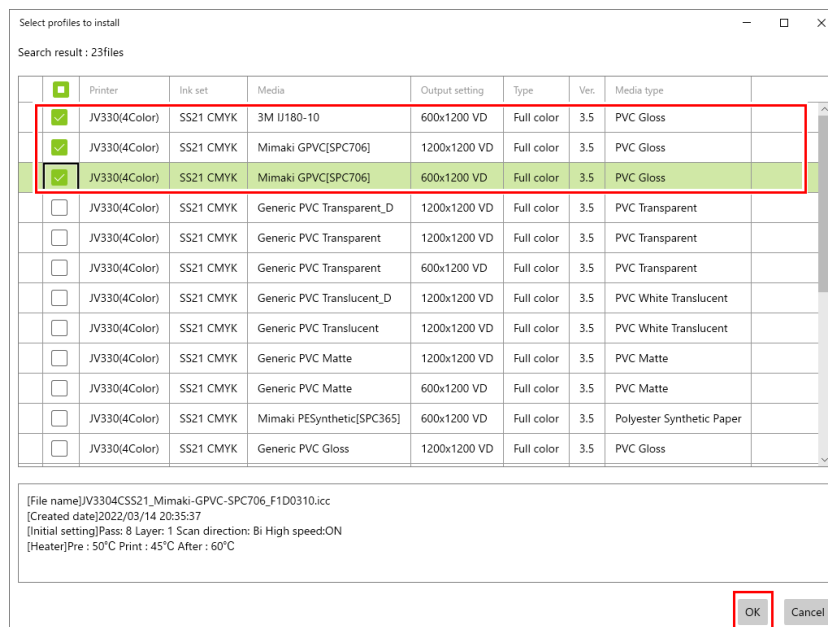 Select profiles to install
Search result : 23files
Printer Ink set Media Output setting Type Ver. Media type
JV330(4Color) SS21 CMYK 3M IJ180-10 600x1200 VD Full color 3.5 PVC Gloss
JV330(4Color) SS21 CMYK Mimaki GPVC[SPC706] 1200x1200 VD Full color 3.5 PVC Gloss
JV330(4Color) SS21 CMYK Mimaki GPVC[SPC706] 600x1200 VD Full color 3.5 PVC Gloss
JV330(4Color) SS21 CMYK Generic PVC Transparent_D 1200x1200 VD Full color 3.5 PVC Transparent
JV330(4Color) SS21 CMYK Generic PVC Transparent 1200x1200 VD Full color 3.5 PVC Transparent
JV330(4Color) SS21 CMYK Generic PVC Transparent 600x1200 VD Full color 3.5 PVC Transparent
JV330(4Color) SS21 CMYK Generic PVC Translucent_D 1200x1200 VD Full color 3.5 PVC White Translucent
JV330(4Color) SS21 CMYK Generic PVC Translucent 1200x1200 VD Full color 3.5 PVC White Translucent
JV330(4Color) SS21 CMYK Generic PVC Matte 1200x1200 VD Full color 3.5 PVC Matte
JV330(4Color) SS21 CMYK Generic PVC Matte 600x1200 VD Full color 3.5 PVC Matte
JV330(4Color) SS21 CMYK Mimaki PESynthetic[SPC365] 600x1200 VD Full color 3.5 Polyester Synthetic Paper
JV330(4Color) SS21 CMYK Generic PVC Gloss 1200x1200 VD Full color 3.5 PVC Gloss
[File name]JV3304CSS21_Mimaki-GPVC-SPC706_F1D0310.icc
[Created date]2022/03/14 20:35:37
[Initial setting]Pass: 8 Layer: 1 Scan direction: Bi High speed:ON
[Heater]Pre : 50°C Print : 45°C After : 60°C
OK Cancel